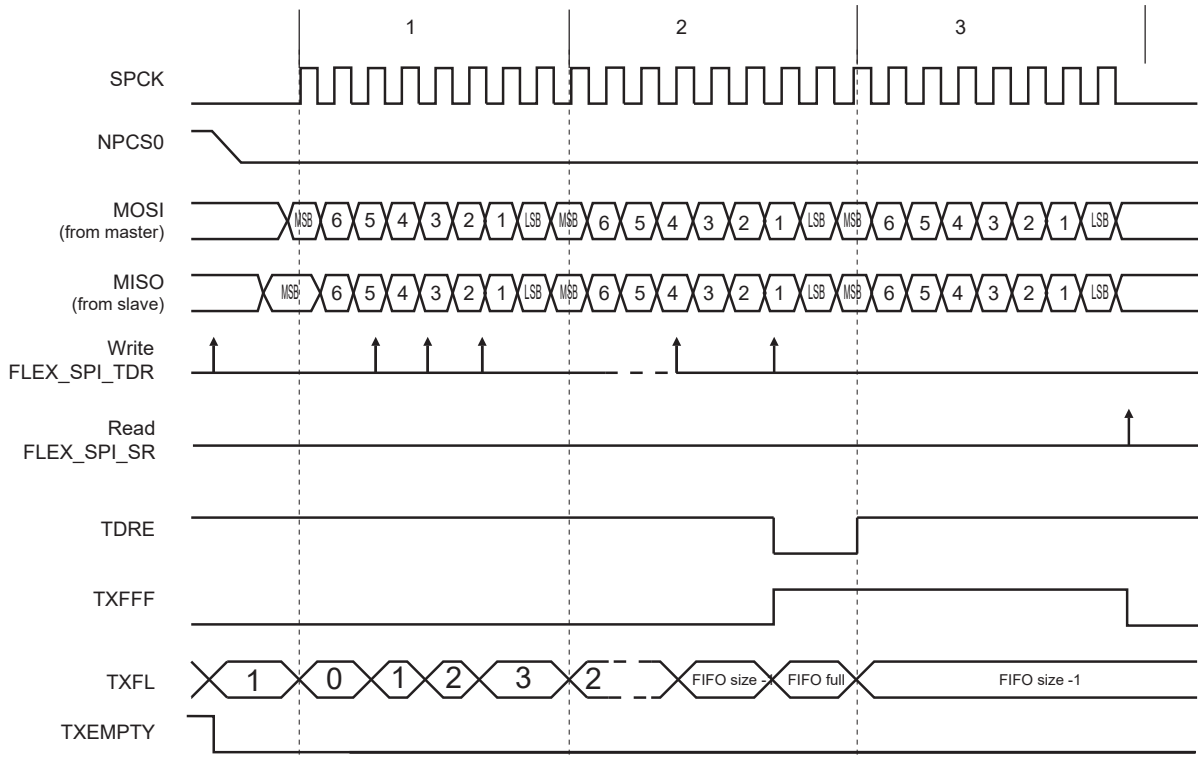 1 2 3
SPCK
NPCS0
MOSI
(from master)
MSB 6 5 4 3 2 1 LSB MSB 6 5 4 3 2 1 LSB MSB 6 5 4 3 2 1 LSB
MISO
(from slave)
MSB 6 5 4 3 2 1 LSB MSB 6 5 4 3 2 1 LSB MSB 6 5 4 3 2 1 LSB
Write
FLEX_SPI_TDR
Read
FLEX_SPI_SR
TDRE
TXFFF
TXFL 1 0 1 2 3 2 FIFO size -1 FIFO full FIFO size -1
TXEMPTY